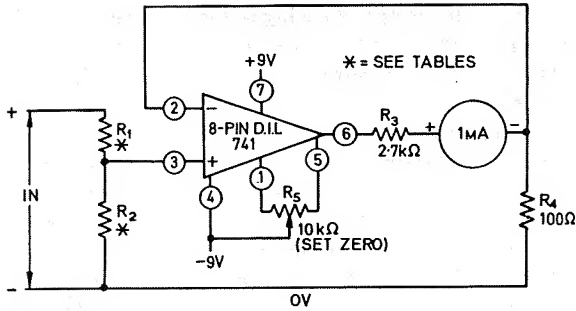 +9V
* = SEE TABLES
7
2
-
8-PIN D.I.L
741
6
R3
2·7kΩ
+
1mA
-
+
R1
*
3
+
5
IN
R2
*
4
1
R5
10kΩ
(SET ZERO)
-9V
R4
100Ω
-
0V